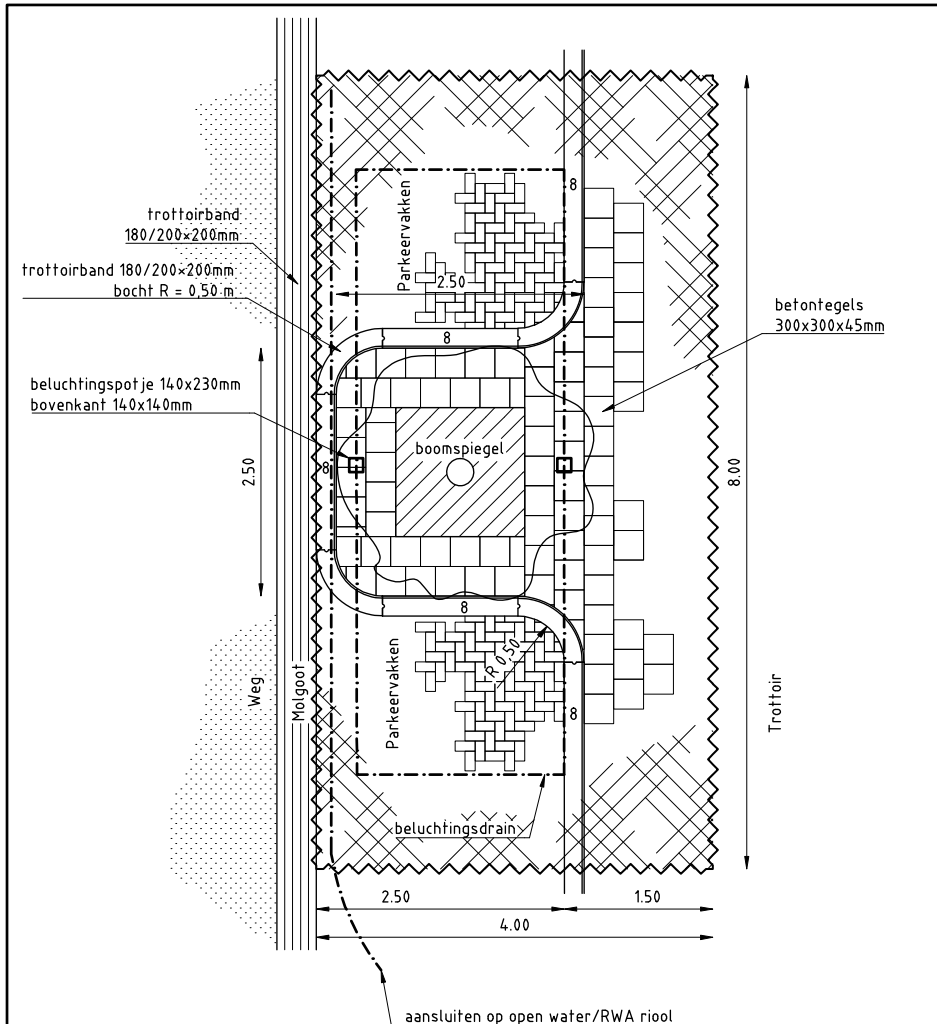 8
Parkeervakken
trottoirband
180/200x200mm
trottoirband 180/200x200mm
bocht R = 0,50 m
2.50
betontegels
300x300x45mm
8
beluchtingspotje 140x230mm
bovenkant 140x140mm
boomspiegel
2.50
8
8.00
8
R 0,50
Parkeervakken
Weg
Molgoot
8
Trottoir
beluchtingsdrain
2.50
1.50
4.00
aansluiten op open water/RWA riool